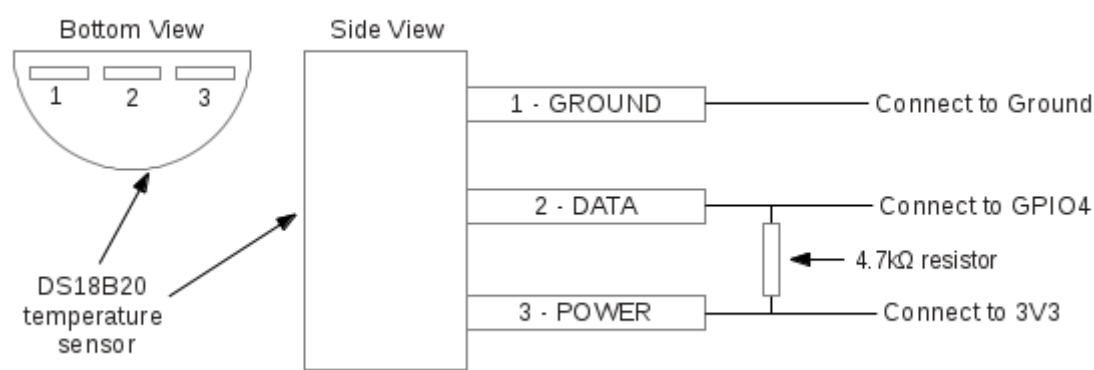 Bottom View
Side View
1 2 3
1 - GROUND
Connect to Ground
2 - DATA
Connect to GPIO4
4.7kΩ resistor
3 - POWER
Connect to 3V3
DS18B20
temperature
sensor